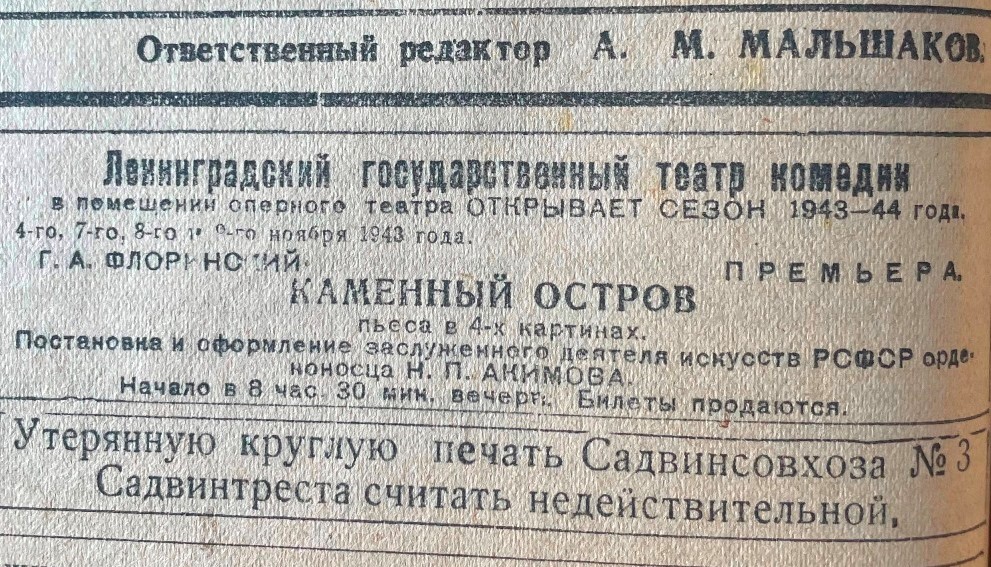 Ответственный редактор А. М. МАЛЬШАКОВ.
Ленинградский государственный театр комедии
в помещении оперного театра ОТКРЫВАЕТ СЕЗОН 1943—44 года.
4-го, 7-го, 8-го и 9-го ноября 1943 года.
Г. А. ФЛОРИНСКИЙ. ПРЕМЬЕРА.
КАМЕННЫЙ ОСТРОВ
пьеса в 4-х картинах.
Постановка и оформление заслуженного деятеля искусств РСФСР орде-
ноносца Н. П. АКИМОВА.
Начало в 8 час. 30 мин. вечера. Билеты продаются.
Утерянную круглую печать Садвинсовхоза № 3
Садвинтреста считать недействительной.